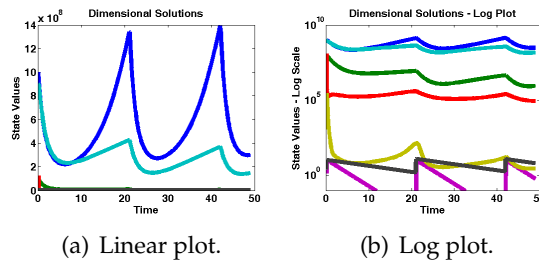 Dimensional Solutions
14 x 10^8
12
10
8
6
4
2
0
0 10 20 30 40 50
State Values
Time
(a) Linear plot.
Dimensional Solutions - Log Plot
10^10
10^5
10^0
0 10 20 30 40 50
State Values - Log Scale
Time
(b) Log plot.